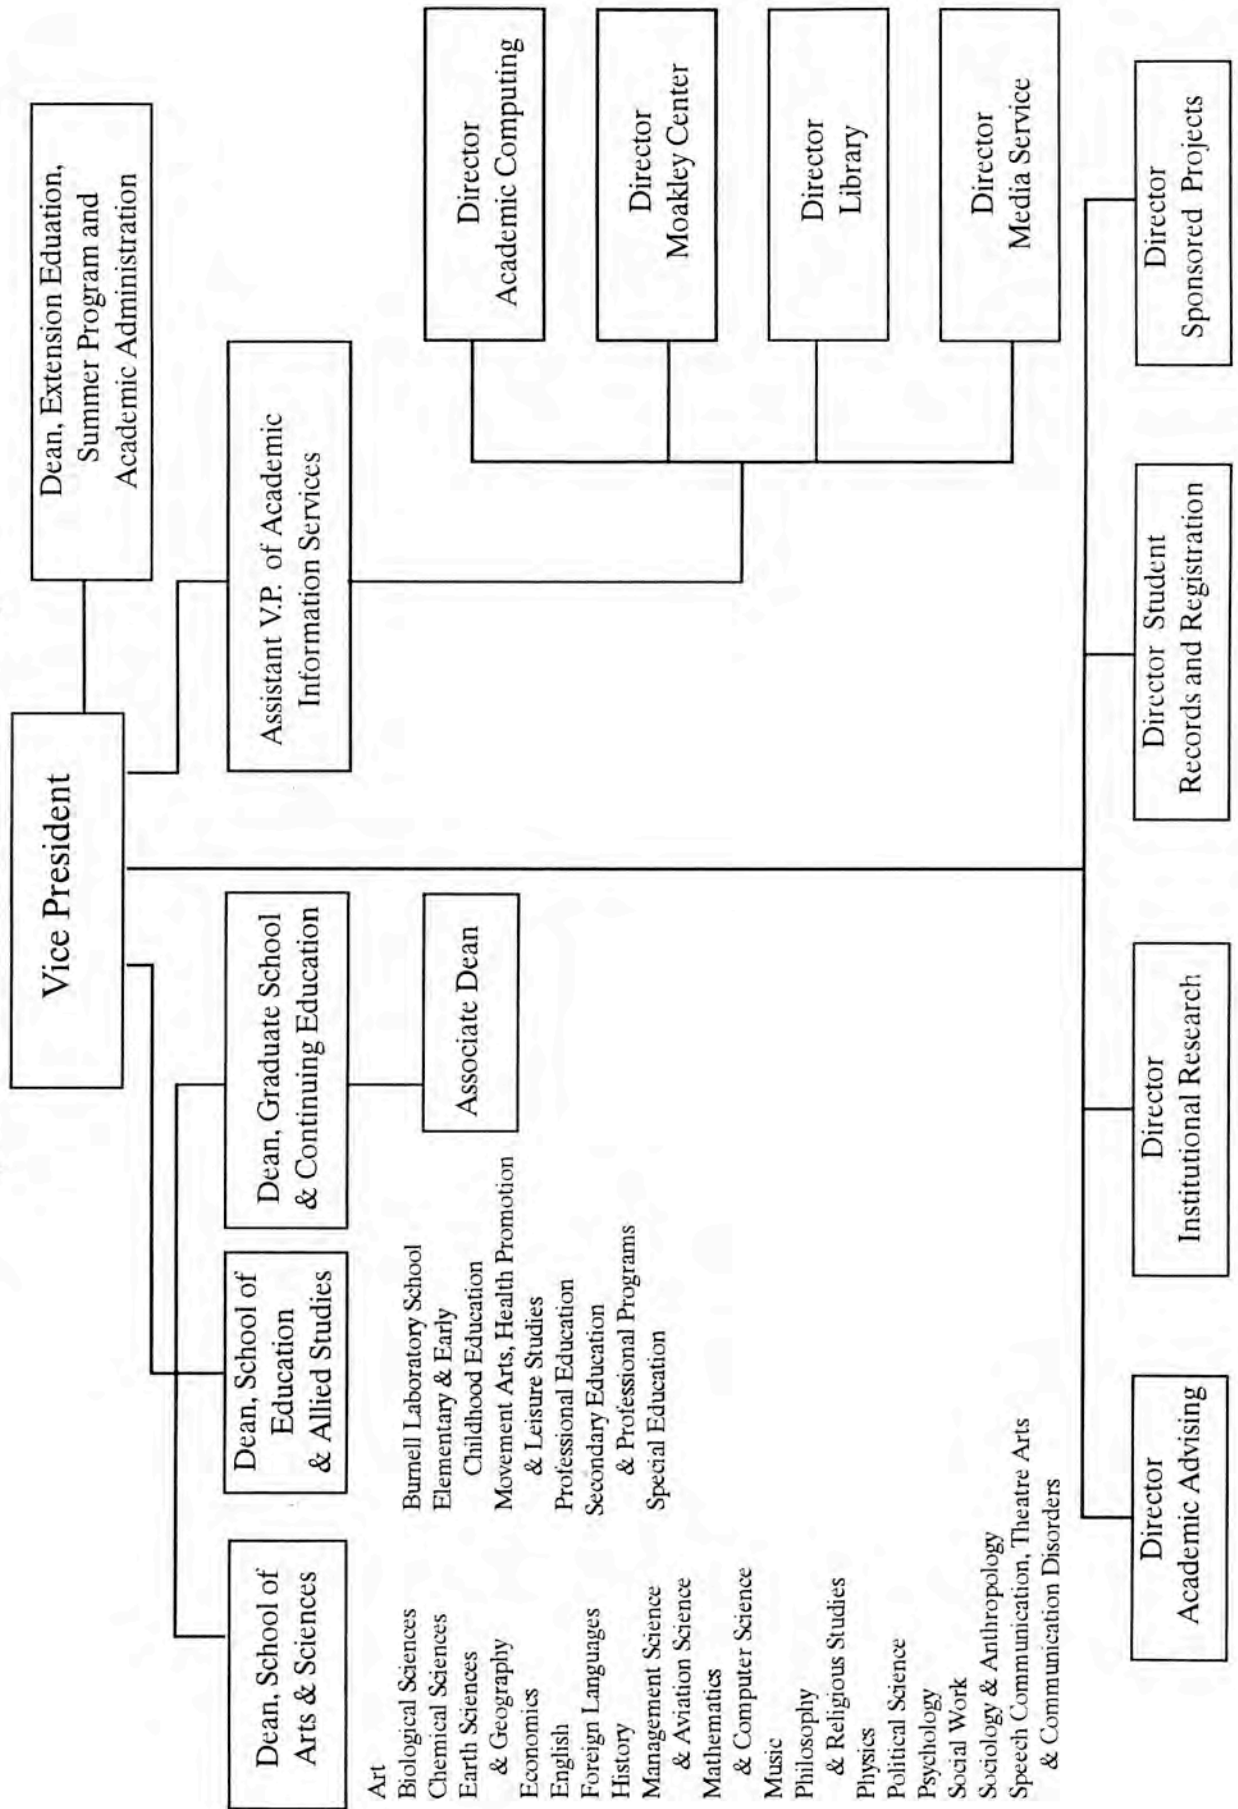 Vice President
Dean, Extension Eduation,
Summer Program and
Academic Administration
Dean, School of
Arts & Sciences
Dean, School of
Education
& Allied Studies
Dean, Graduate School
& Continuing Education
Assistant V.P. of Academic
Information Services
Associate Dean
Art
Biological Sciences
Chemical Sciences
Earth Sciences
& Geography
Economics
English
Foreign Languages
History
Management Science
& Aviation Science
Mathematics
& Computer Science
Music
Philosophy
& Religious Studies
Physics
Political Science
Psychology
Social Work
Sociology & Anthropology
Speech Communication, Theatre Arts
& Communication Disorders
Burnell Laboratory School
Elementary & Early
Childhood Education
Movement Arts, Health Promotion
& Leisure Studies
Professional Education
Secondary Education
& Professional Programs
Special Education
Director
Academic Computing
Director
Moakley Center
Director
Library
Director
Media Service
Director
Academic Advising
Director
Institutional Research
Director Student
Records and Registration
Director
Sponsored Projects